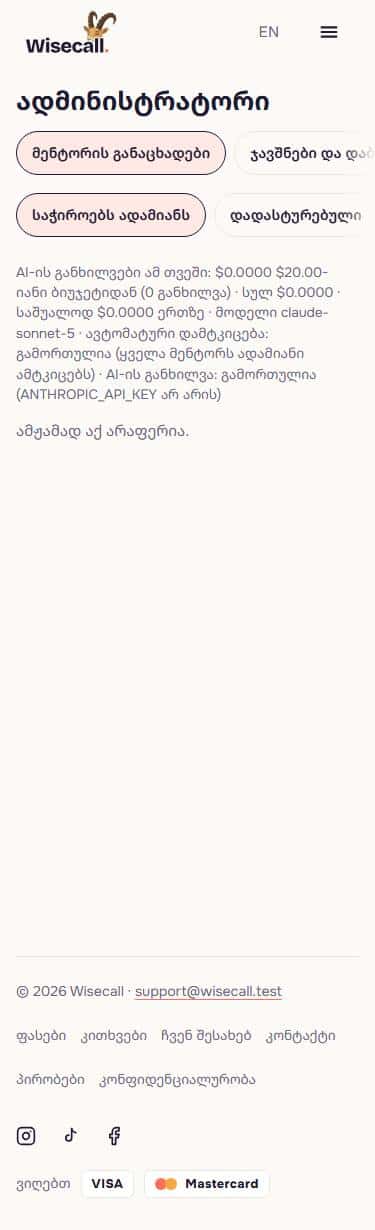 Wisecall.
EN
ადმინისტრატორი
მენტორის განაცხადები
ჯავშნები და
საჭიროებს ადამიანს
დადასტურებული
AI-ის განხილვები ამ თვეში: $0.0000 $20.00-
იანი ბიუჯეტიდან (0 განხილვა) · სულ $0.0000 ·
საშუალოდ $0.0000 ერთზე · მოდელი claude-
sonnet-5 · ავტომატური დამტკიცება:
გამორთულია (ყველა მენტორს ადამიანი
ამტკიცებს) · AI-ის განხილვა: გამორთულია
(ANTHROPIC_API_KEY არ არის)
ამჟამად აქ არაფერია.
© 2026 Wisecall · support@wisecall.test
ფასები კითხვები ჩვენ შესახებ კონტაქტი
პირობები კონფიდენციალურობა
ვიღებთ VISA Mastercard